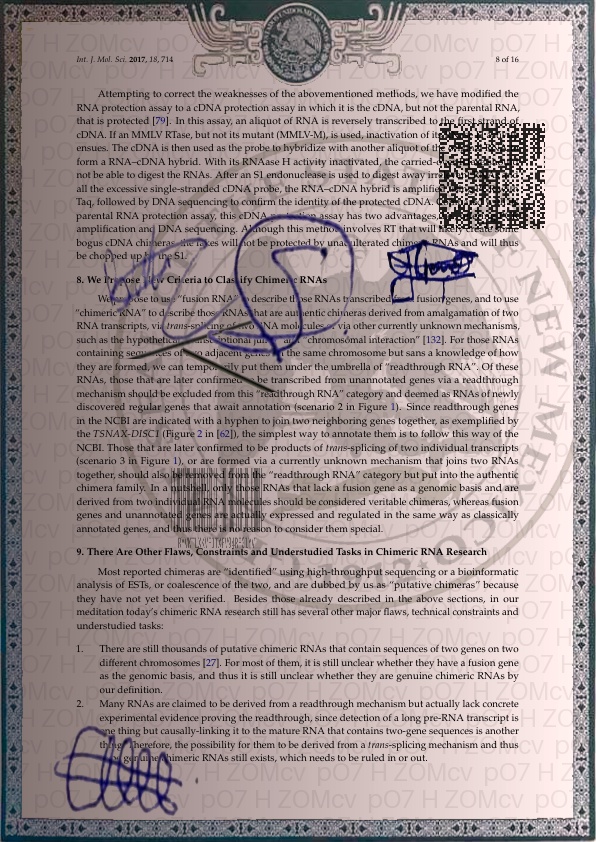 Int. J. Mol. Sci. 2017, 18, 714
8 of 16
Attempting to correct the weaknesses of the abovementioned methods, we have modified the
RNA protection assay to a cDNA protection assay in which it is the cDNA, but not the parental RNA,
that is protected [79]. In this assay, an aliquot of RNA is reversely transcribed to the first strand of
cDNA. If an MMLV RTase, but not its mutant (MMLV-M), is used, inactivation of its
ensues. The cDNA is then used as the probe to hybridize with another aliquot of the
form a RNA–cDNA hybrid. With its RNAase H activity inactivated, the carried-
not be able to digest the RNAs. After an S1 endonuclease is used to digest away
all the excessive single-stranded cDNA probe, the RNA–cDNA hybrid is amplified
Taq, followed by DNA sequencing to confirm the identity of the protected cDNA.
parental RNA protection assay, this cDNA protection assay has two advantages,
amplification and DNA sequencing. Although this method involves RT that will likely create some
bogus cDNA chimeras, the fakes will not be protected by unadulterated chimeric RNAs and will thus
be chopped up by the S1.
8. We Propose New Criteria to Classify Chimeric RNAs
We propose to use “fusion RNA” to describe those RNAs transcribed from fusion genes, and to use
“chimeric RNA” to describe those RNAs that are authentic chimeras derived from amalgamation of two
RNA transcripts, via trans-splicing of two RNA molecules or via other currently unknown mechanisms,
such as the hypothetical “transcriptional jumping” “chromosomal interaction” [132]. For those RNAs
containing sequences of two adjacent genes on the same chromosome but sans a knowledge of how
they are formed, we can temporarily put them under the umbrella of “readthrough RNA”. Of these
RNAs, those that are later confirmed to be transcribed from unannotated genes via a readthrough
mechanism should be excluded from this “readthrough RNA” category and deemed as RNAs of newly
discovered regular genes that await annotation (scenario 2 in Figure 1). Since readthrough genes
in the NCBI are indicated with a hyphen to join two neighboring genes together, as exemplified by
the TSNAX-DISC1 (Figure 2 in [62]), the simplest way to annotate them is to follow this way of the
NCBI. Those that are later confirmed to be products of trans-splicing of two individual transcripts
(scenario 3 in Figure 1), or are formed via a currently unknown mechanism that joins two RNAs
together, should also be removed from the “readthrough RNA” category but put into the authentic
chimera family. In a nutshell, only those RNAs that lack a fusion gene as a genomic basis and are
derived from two individual RNA molecules should be considered veritable chimeras, whereas fusion
genes and unannotated genes are actually expressed and regulated in the same way as classically
annotated genes, and thus there is no reason to consider them special.
9. There Are Other Flaws, Constraints and Understudied Tasks in Chimeric RNA Research
Most reported chimeras are “identified” using high-throughput sequencing or a bioinformatic
analysis of ESTs, or coalescence of the two, and are dubbed by us as “putative chimeras” because
they have not yet been verified. Besides those already described in the above sections, in our
meditation today’s chimeric RNA research still has several other major flaws, technical constraints and
understudied tasks:
1. There are still thousands of putative chimeric RNAs that contain sequences of two genes on two
different chromosomes [27]. For most of them, it is still unclear whether they have a fusion gene
as the genomic basis, and thus it is still unclear whether they are genuine chimeric RNAs by
our definition.
2. Many RNAs are claimed to be derived from a readthrough mechanism but actually lack concrete
experimental evidence proving the readthrough, since detection of a long pre-RNA transcript is
one thing but causally-linking it to the mature RNA that contains two-gene sequences is another
thing. Therefore, the possibility for them to be derived from a trans-splicing mechanism and thus
be genuine chimeric RNAs still exists, which needs to be ruled in or out.